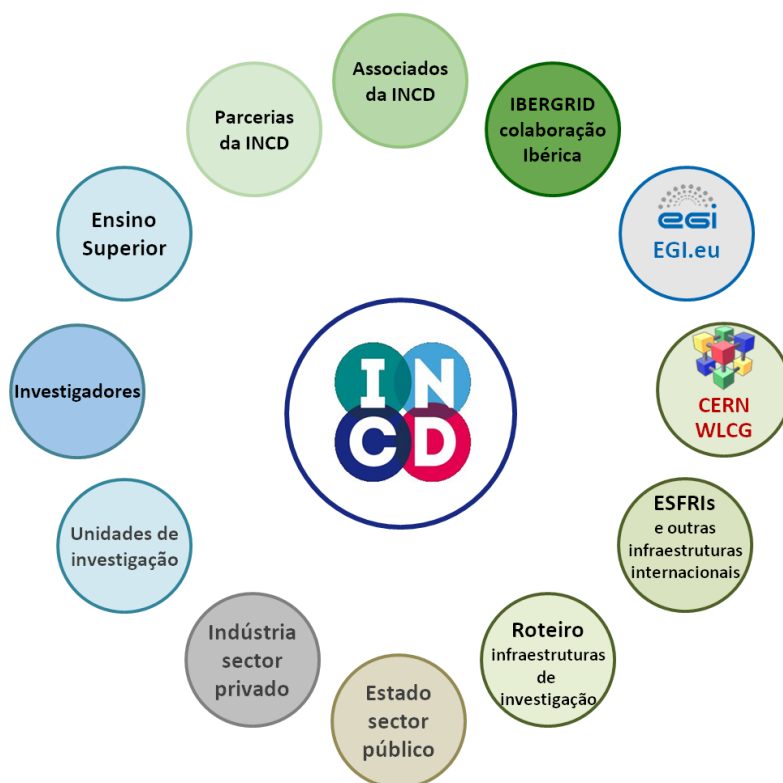 Associados
da INCD
IBERGRID
colaboração
Ibérica
egi
EGI.eu
CERN
WLCG
ESFRIs
e outras
infraestruturas
internacionais
Roteiro
infraestruturas
de
investigação
Estado
sector
público
Indústria
sector
privado
Unidades de
investigação
Investigadores
Ensino
Superior
Parcerias
da INCD
IN
CD